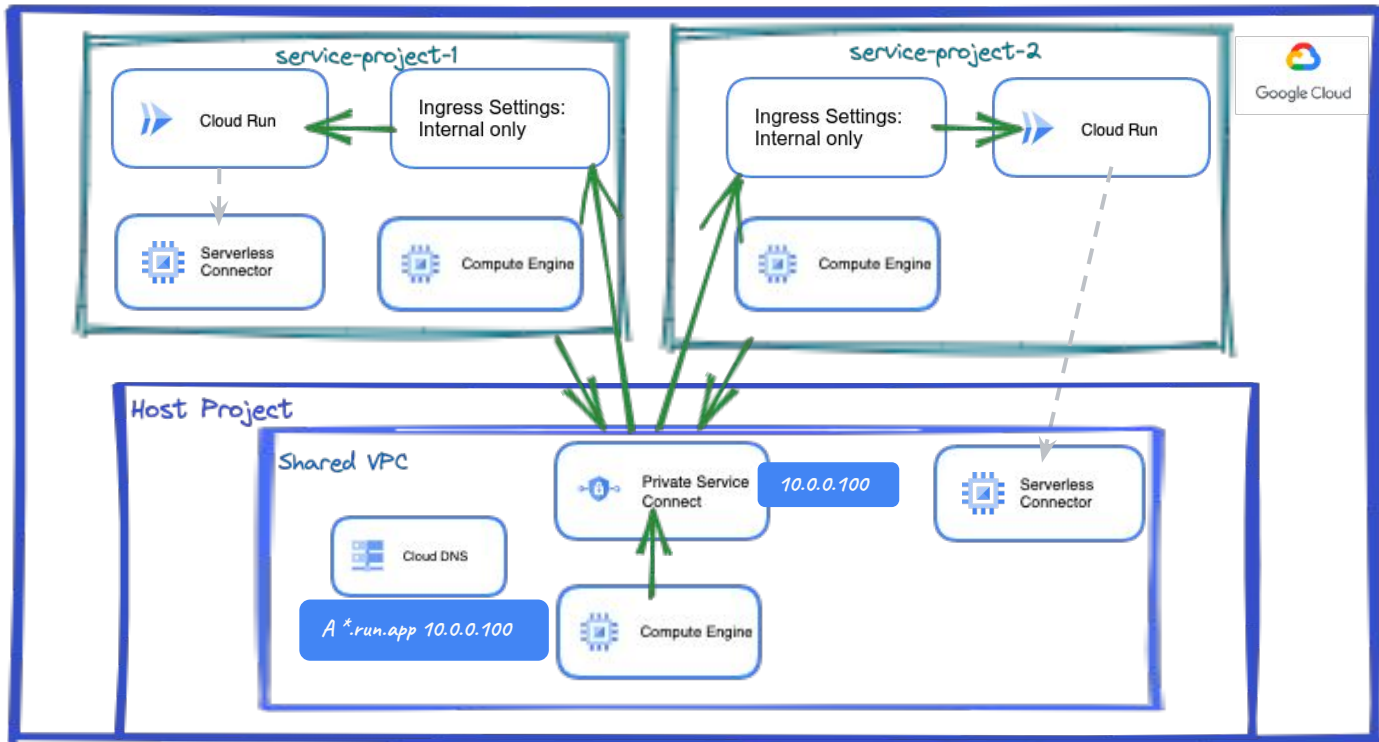 service-project-1
service-project-2
Google Cloud
Cloud Run
Ingress Settings:
Internal only
Ingress Settings:
Internal only
Cloud Run
Serverless
Connector
Compute Engine
Compute Engine
Host Project
Shared VPC
Private Service
Connect
10.0.0.100
Serverless
Connector
Cloud DNS
A *.run.app 10.0.0.100
Compute Engine